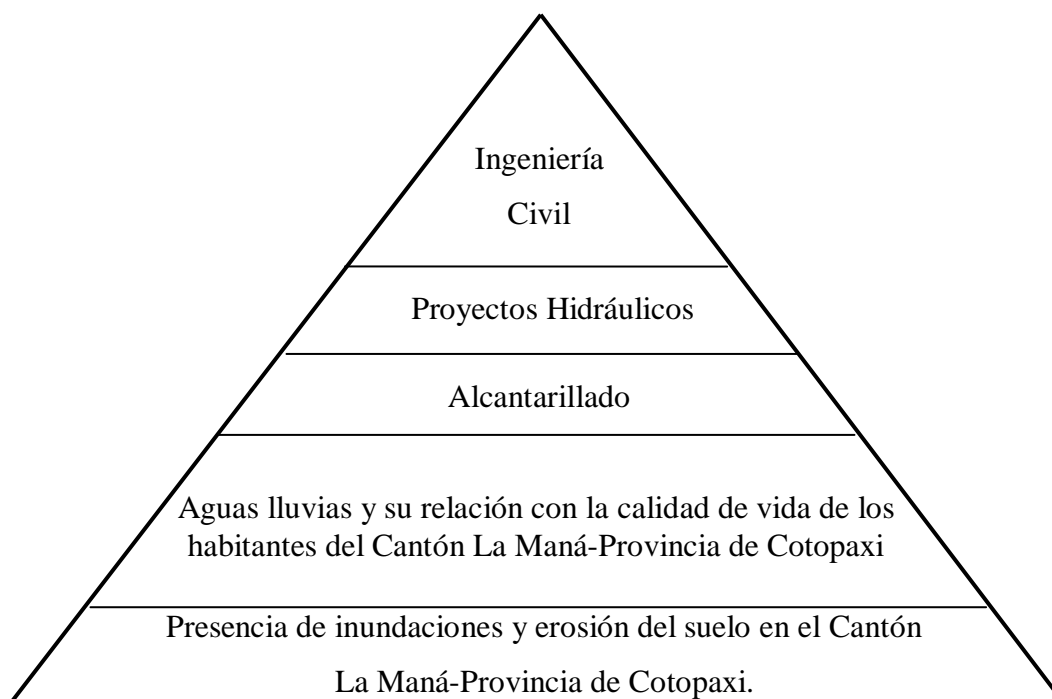 Ingeniería
Civil
Proyectos Hidráulicos
Alcantarillado
Aguas lluvias y su relación con la calidad de vida de los
habitantes del Cantón La Maná-Provincia de Cotopaxi
Presencia de inundaciones y erosión del suelo en el Cantón
La Maná-Provincia de Cotopaxi.